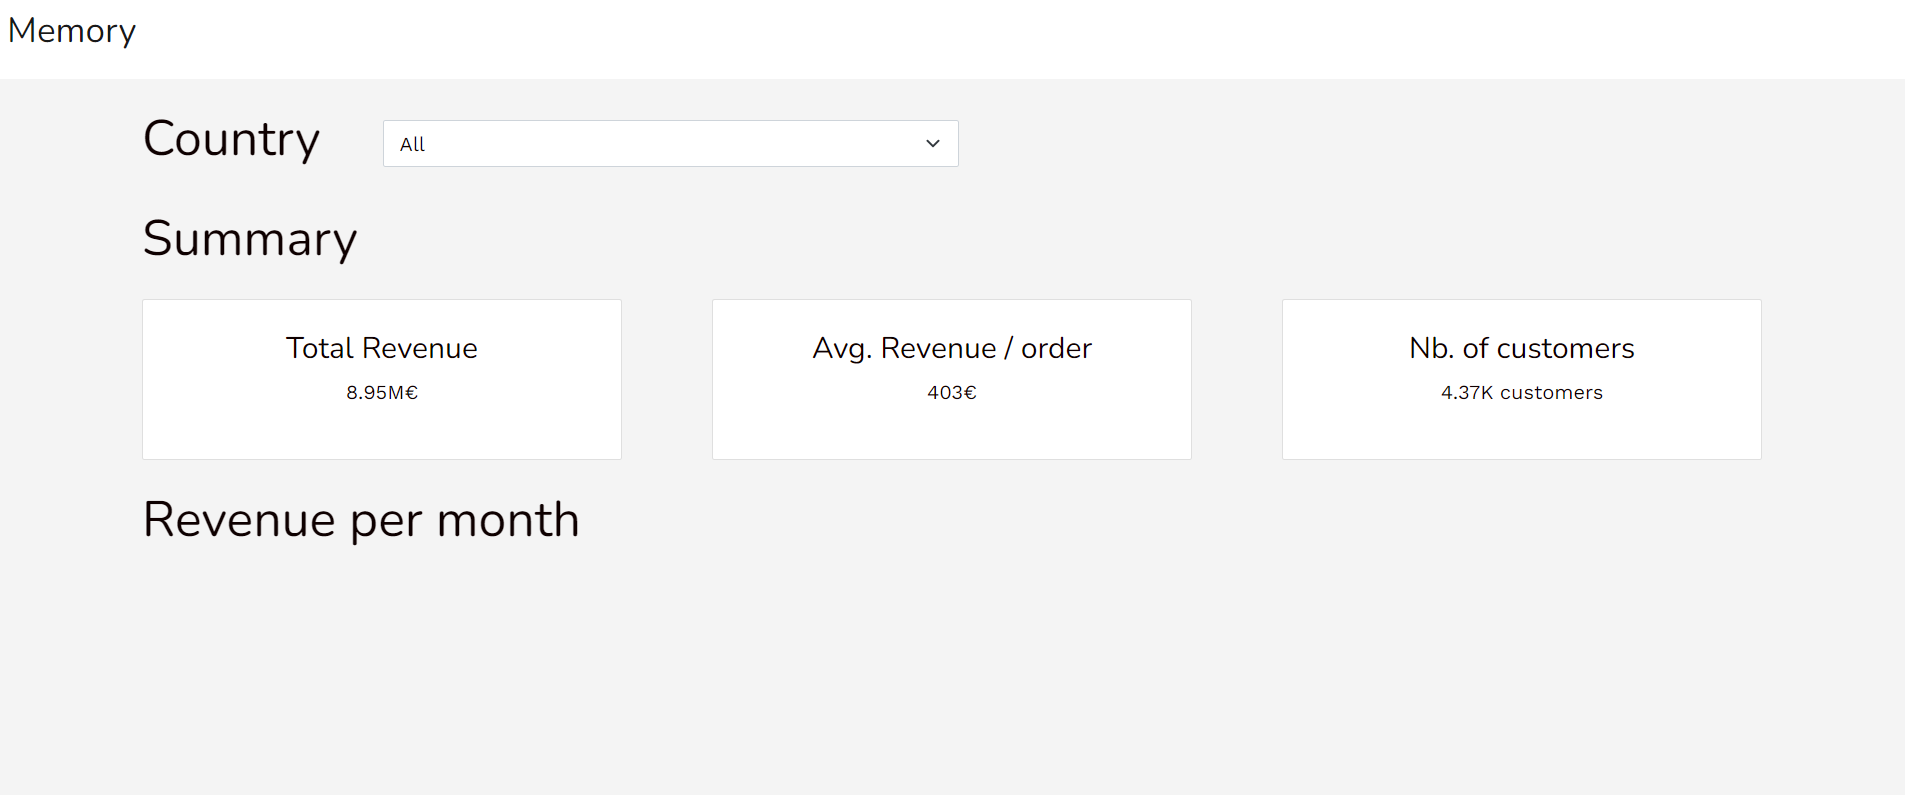 Memory
Country
All
Summary
Total Revenue
8.95M€
Avg. Revenue / order
403€
Nb. of customers
4.37K customers
Revenue per month